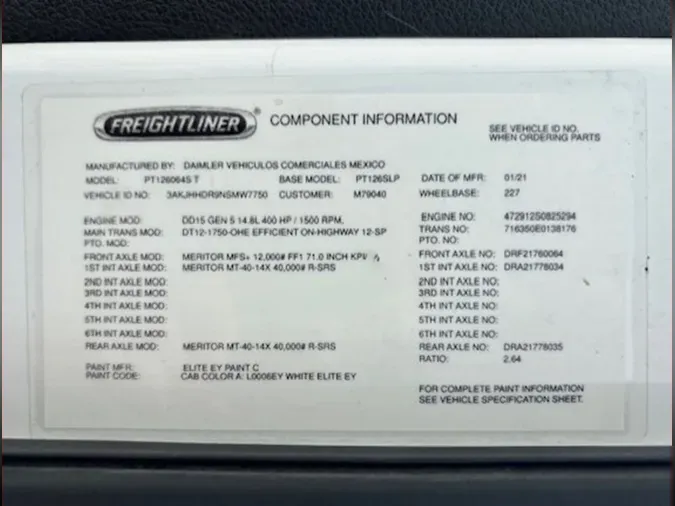 FREIGHTLINER® COMPONENT INFORMATION
SEE VEHICLE ID NO.
WHEN ORDERING PARTS
MANUFACTURED BY: DAIMLER VEHICULOS COMERCIALES MEXICO
MODEL: PT126064S T BASE MODEL: PT126SLP DATE OF MFR: 01/21
VEHICLE ID NO: 3AKJHHDR9NSMW7750 CUSTOMER: M79040 WHEELBASE: 227
ENGINE MOD: DD15 GEN 5 14.8L 400 HP / 1500 RPM, ENGINE NO: 472912S0825294
MAIN TRANS MOD: DT12-1750-OHE EFFICIENT ON-HIGHWAY 12-SP TRANS NO: 716350E0138176
PTO. MOD: PTO. NO:
FRONT AXLE MOD: MERITOR MFS+ 12,000# FF1 71.0 INCH KPI/ FRONT AXLE NO: DRF21760064
1ST INT AXLE MOD: MERITOR MT-40-14X 40,000# R-SRS 1ST INT AXLE NO: DRA21778034
2ND INT AXLE MOD: 2ND INT AXLE NO:
3RD INT AXLE MOD: 3RD INT AXLE NO:
4TH INT AXLE MOD: 4TH INT AXLE NO:
5TH INT AXLE MOD: 5TH INT AXLE NO:
6TH INT AXLE MOD: 6TH INT AXLE NO:
REAR AXLE MOD: MERITOR MT-40-14X 40,000# R-SRS REAR AXLE NO: DRA21778035
RATIO: 2.64
PAINT MFR: ELITE EY PAINT C
PAINT CODE: CAB COLOR A: L0006EY WHITE ELITE EY
FOR COMPLETE PAINT INFORMATION
SEE VEHICLE SPECIFICATION SHEET.